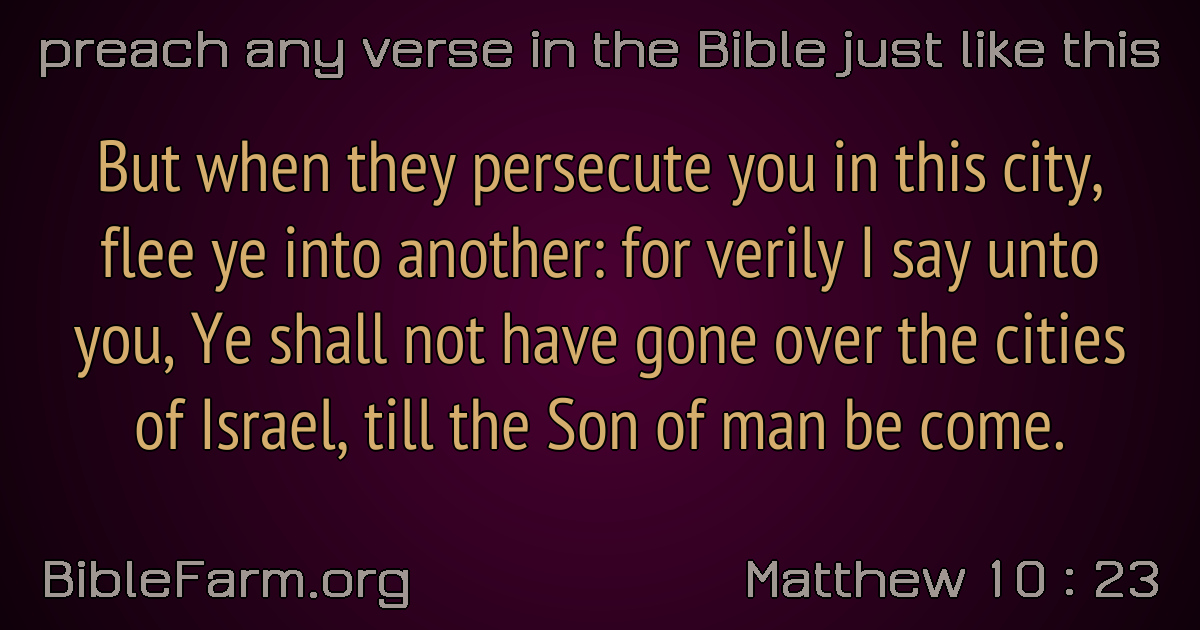 preach any verse in the Bible just like this
But when they persecute you in this city,
flee ye into another: for verily I say unto
you, Ye shall not have gone over the cities
of Israel, till the Son of man be come.
BibleFarm.org
Matthew 10 : 23